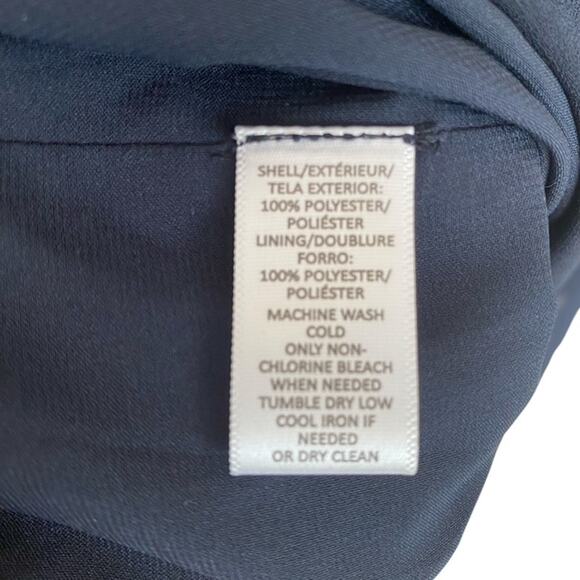 SHELL/EXTÉRIEUR/
TELA EXTERIOR:
100% POLYESTER/
POLIÉSTER
LINING/DOUBLURE
FORRO:
100% POLYESTER/
POLIÉSTER
MACHINE WASH
COLD
ONLY NON-
CHLORINE BLEACH
WHEN NEEDED
TUMBLE DRY LOW
COOL IRON IF
NEEDED
OR DRY CLEAN